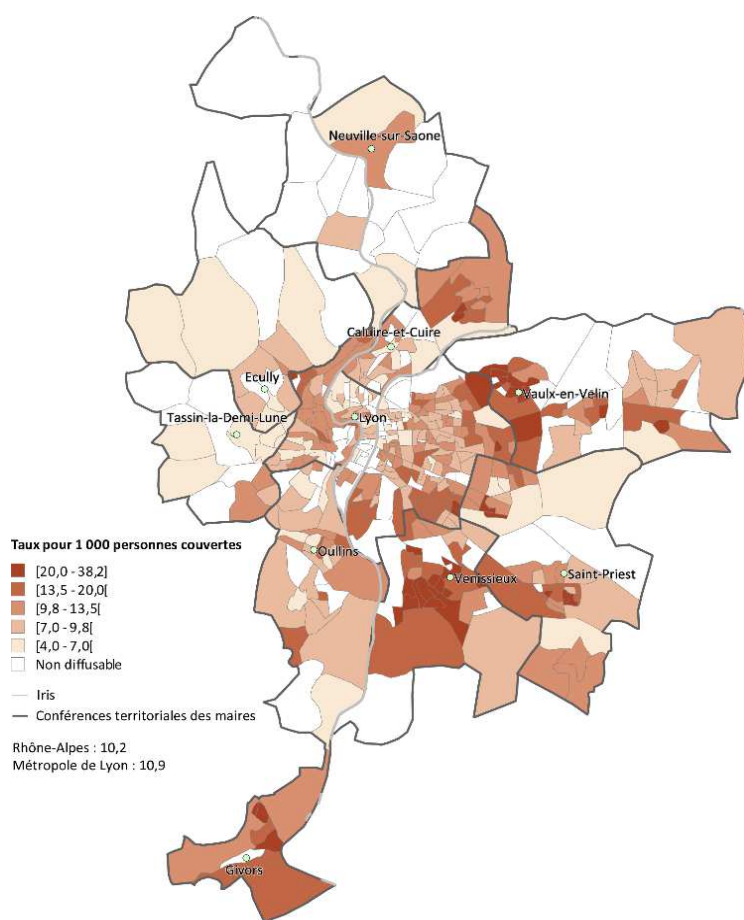 Neuville-sur-Saone
Caluire-et-Cuire
Ecully
Vaulx-en-Velin
Tassin-la-Demi-Lune
Lyon
Taux pour 1 000 personnes couvertes
[20,0 - 38,2]
[13,5 - 20,0[
[9,8 - 13,5[
[7,0 - 9,8[
[4,0 - 7,0[
Non diffusable
Iris
Conférences territoriales des maires
Rhône-Alpes : 10,2
Métropole de Lyon : 10,9
Oullins
Venissieux
Saint-Priest
Givors